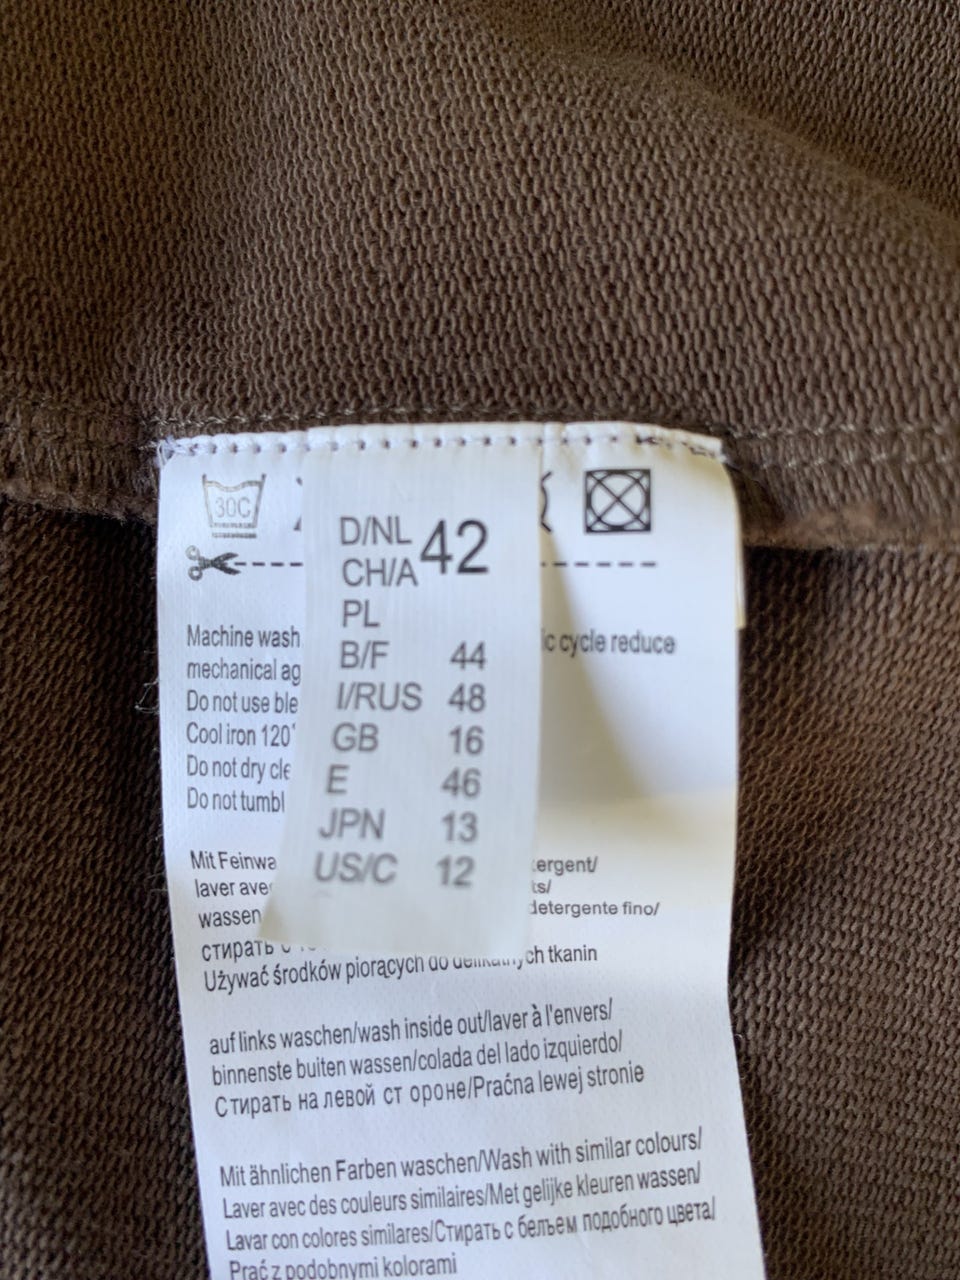 30C
D/NL
CH/A 42
PL
B/F 44
I/RUS 48
GB 16
E 46
JPN 13
US/C 12
Machine wash
ic cycle reduce
mechanical ag
Do not use ble
Cool iron 120°
Do not dry cle
Do not tumbl
Mit Feinwa
tergent/
laver avec
ts/
wassen
detergente fino/
стирать с
Używać środków piorących do delikatnych tkanin
auf links waschen/wash inside out/laver à l'envers/
binnenste buiten wassen/colada del lado izquierdo/
Стирать на левой ст ороне/Praćna lewej stronie
Mit ähnlichen Farben waschen/Wash with similar colours/
Laver avec des couleurs similaires/Met gelijke kleuren wassen/
Lavar con colores similares/Стирать с бельем подобного цвета/
Prać z podobnymi kolorami